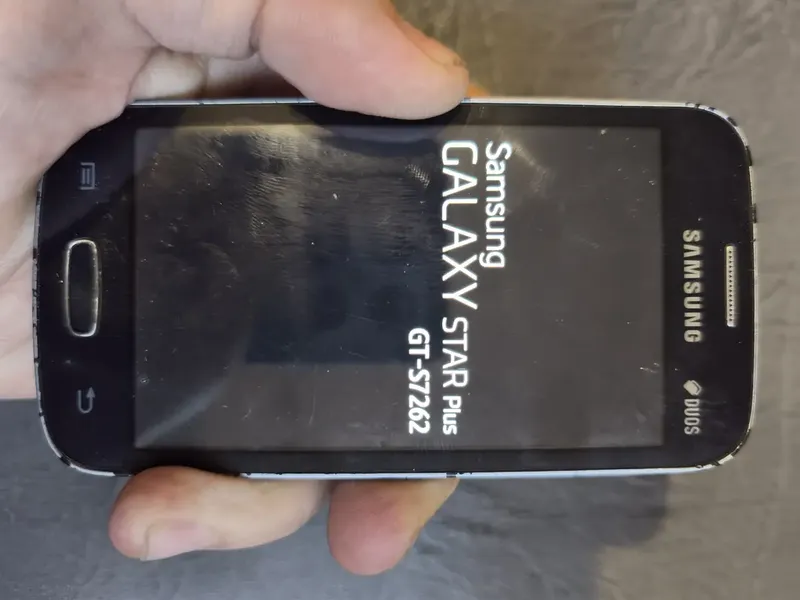 SAMSUNG
DUOS
Samsung
GALAXY STAR Plus
GT-S7262